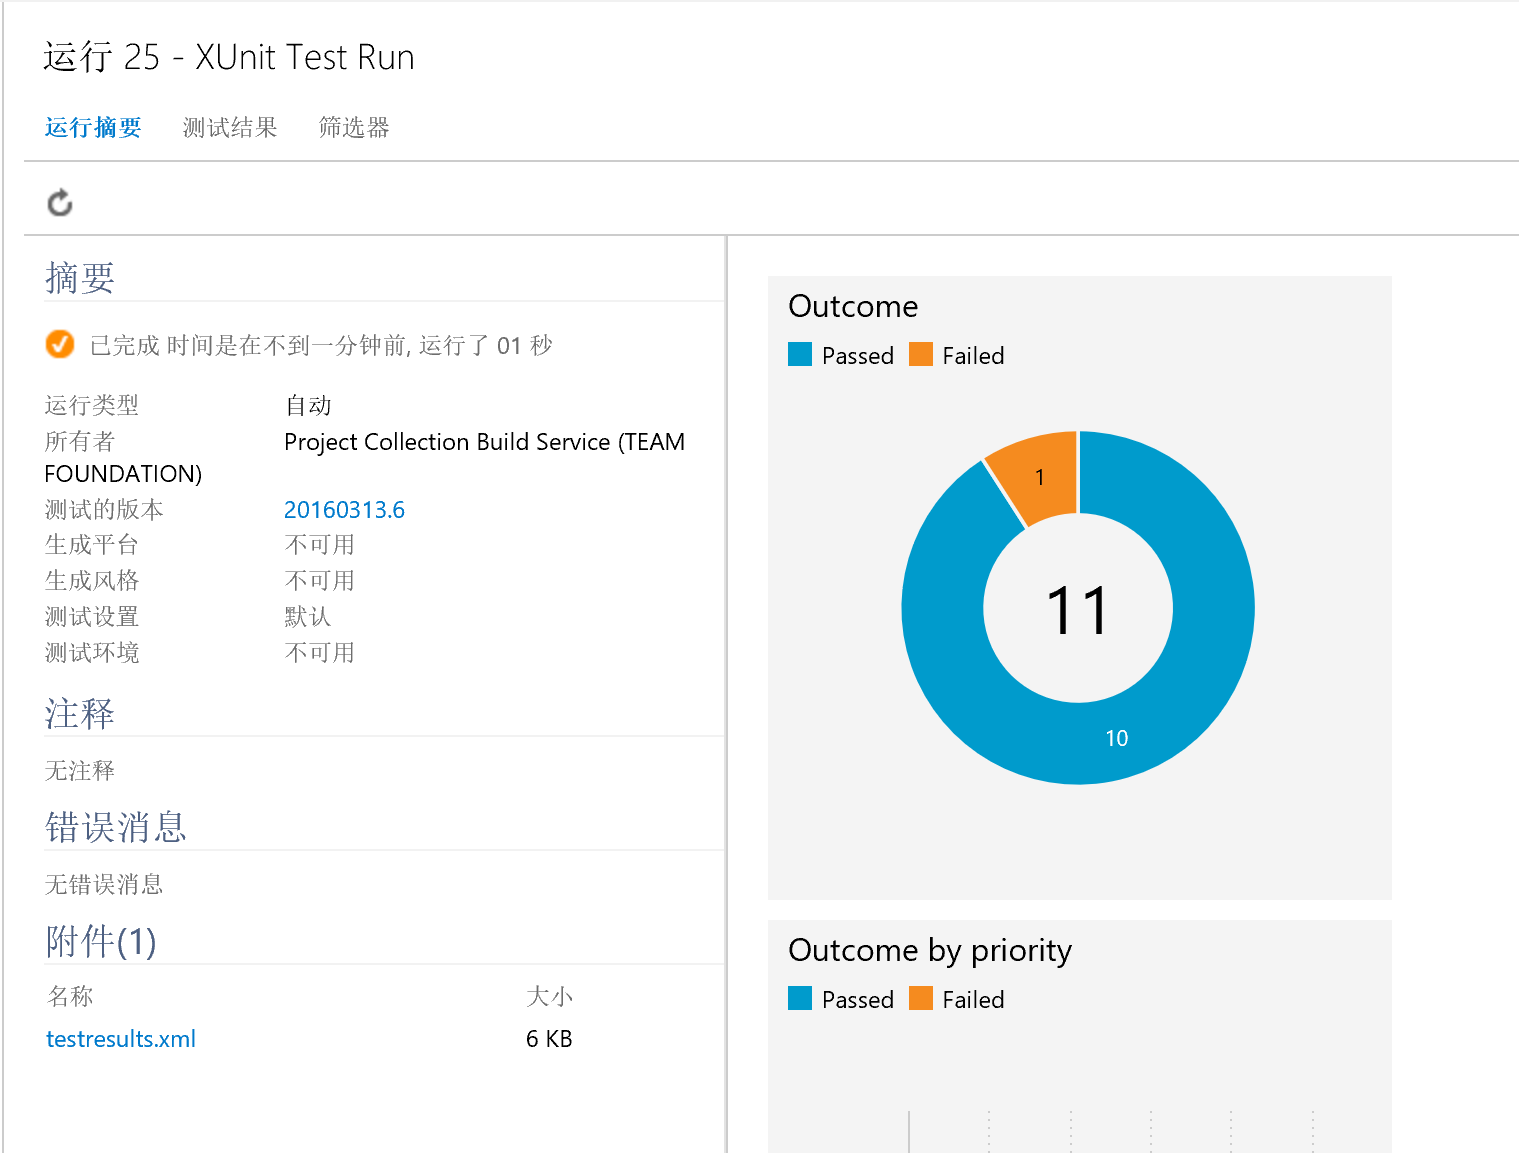 运行 25 - XUnit Test Run
运行摘要 测试结果 筛选器
摘要
已完成 时间是在不到一分钟前, 运行了 01 秒
运行类型 自动
所有者 Project Collection Build Service (TEAM
FOUNDATION)
测试的版本 20160313.6
生成平台 不可用
生成风格 不可用
测试设置 默认
测试环境 不可用
注释
无注释
错误消息
无错误消息
附件(1)
名称 大小
testresults.xml 6 KB
Outcome
Passed Failed
1
11
10
Outcome by priority
Passed Failed